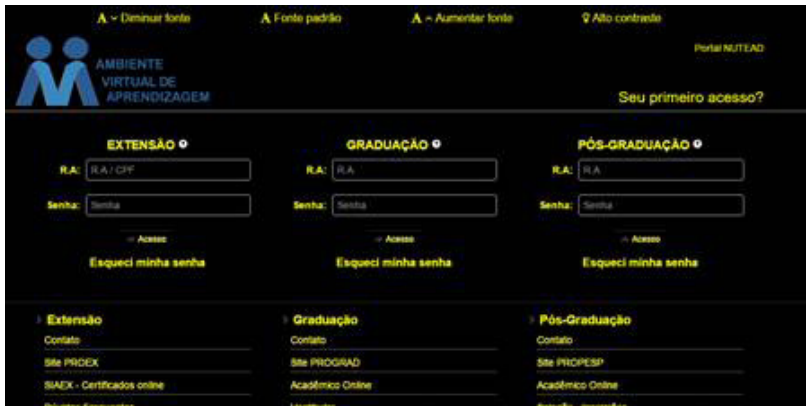 A Diminuir fonte
A Fonte padrão
A Aumentar fonte
Alto contraste
Portal NUTEAD
AMBIENTE
VIRTUAL DE
APRENDIZAGEM
Seu primeiro acesso?
EXTENSÃO
R.A: R.A / CPF
Senha: Senha
Acesso
Esqueci minha senha
GRADUAÇÃO
R.A: R.A
Senha: Senha
Acesso
Esqueci minha senha
PÓS-GRADUAÇÃO
R.A: R.A
Senha: Senha
Acesso
Esqueci minha senha
Extensão
Contato
Site PROEX
SIAEX - Certificados online
Graduação
Contato
Site PROGRAD
Acadêmico Online
Pós-Graduação
Contato
Site PROPESP
Acadêmico Online